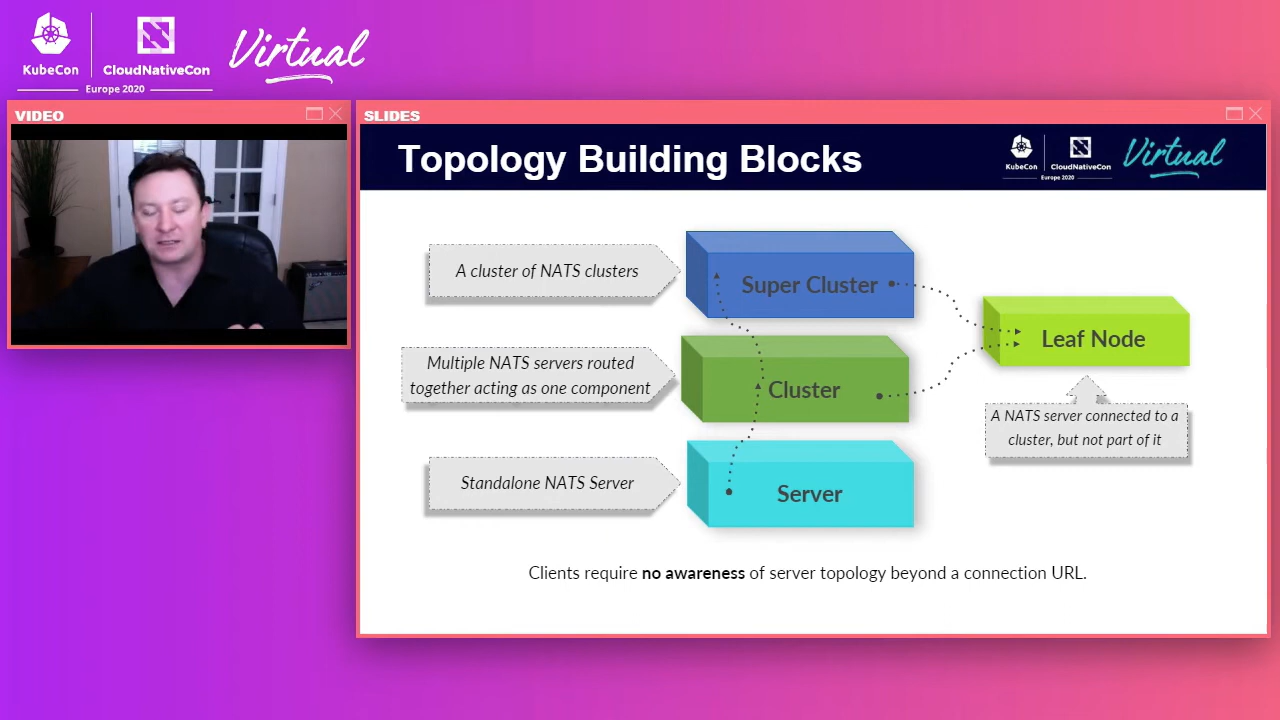 KubeCon
CloudNativeCon
Europe 2020
Virtual
VIDEO
SLIDES
Topology Building Blocks
KubeCon
CloudNativeCon
Europe 2020
Virtual
A cluster of NATS clusters
Super Cluster
Leaf Node
Multiple NATS servers routed
together acting as one component
Cluster
A NATS server connected to a
cluster, but not part of it
Standalone NATS Server
Server
Clients require no awareness of server topology beyond a connection URL.